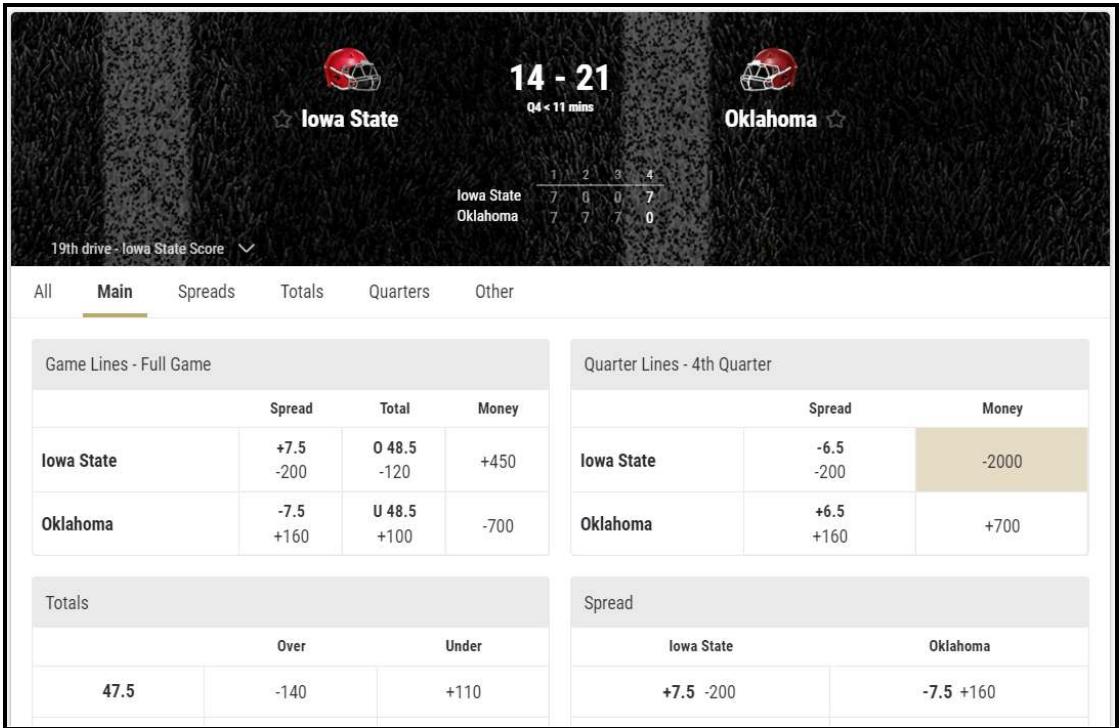 14 - 21
Q4 < 11 mins
Iowa State
Oklahoma
1 2 3 4
Iowa State 7 0 0 7
Oklahoma 7 7 7 0
19th drive - Iowa State Score
All Main Spreads Totals Quarters Other
Game Lines - Full Game
Spread Total Money
Iowa State +7.5 -200 O 48.5 -120 +450
Oklahoma -7.5 +160 U 48.5 +100 -700
Quarter Lines - 4th Quarter
Spread Money
Iowa State -6.5 -200 -2000
Oklahoma +6.5 +160 +700
Totals
Over Under
47.5 -140 +110
Spread
Iowa State Oklahoma
+7.5 -200 -7.5 +160